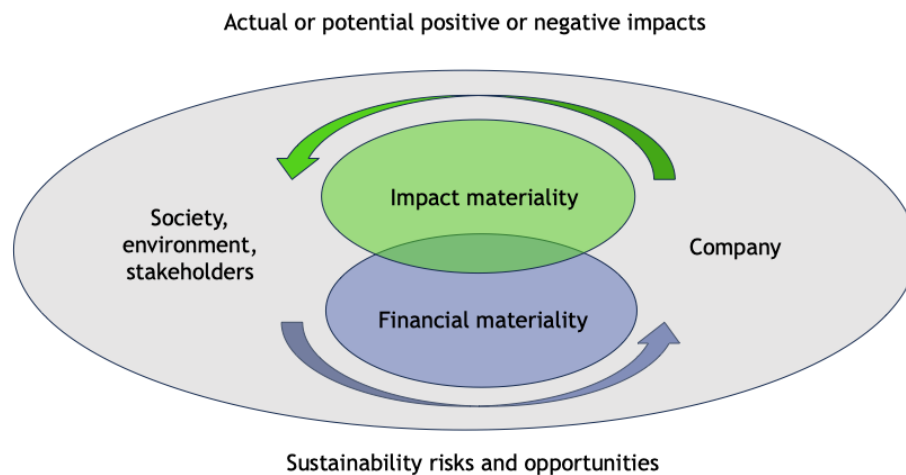 Actual or potential positive or negative impacts
Impact materiality
Society,
environment,
stakeholders
Company
Financial materiality
Sustainability risks and opportunities